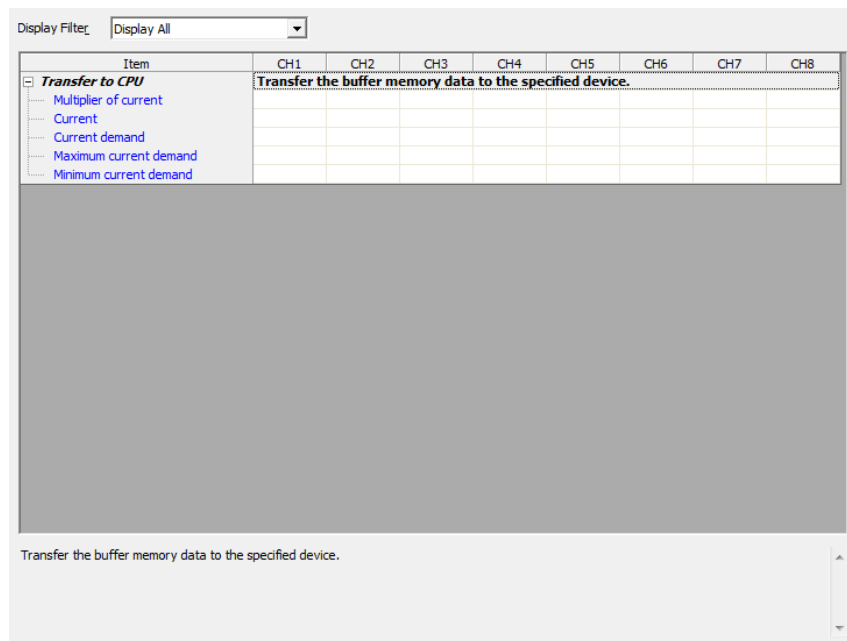 Display Filter Display All
Item CH1 CH2 CH3 CH4 CH5 CH6 CH7 CH8
Transfer to CPU Transfer the buffer memory data to the specified device.
Multiplier of current
Current
Current demand
Maximum current demand
Minimum current demand
Transfer the buffer memory data to the specified device.